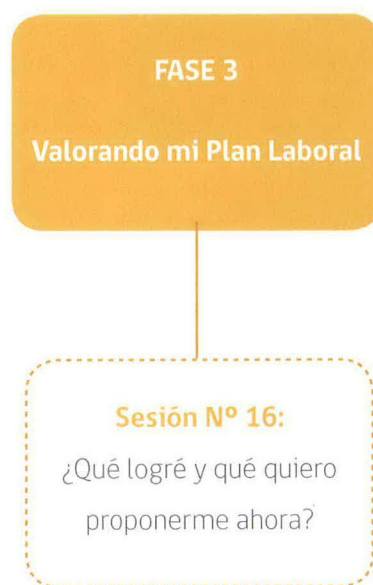 FASE 3
Valorando mi Plan Laboral
Sesión Nº 16:
¿Qué logré y qué quiero
proponerme ahora?